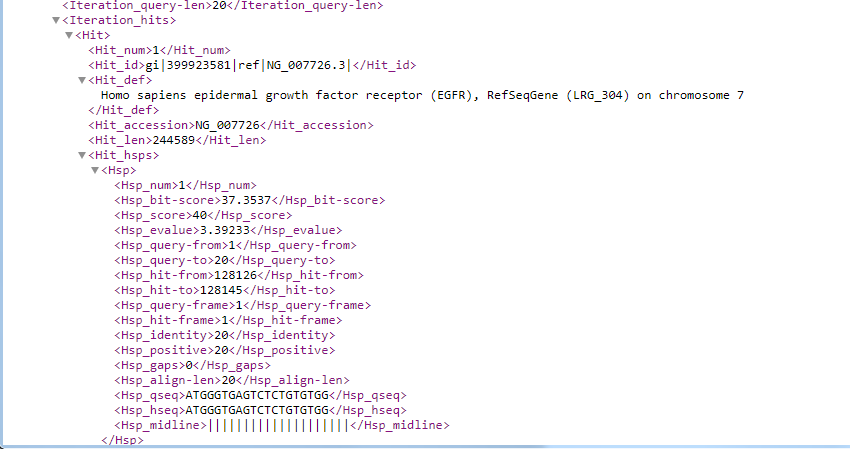 <Iteration_query-len>20</Iteration_query-len>
▼<Iteration_hits>
▼<Hit>
<Hit_num>1</Hit_num>
<Hit_id>gi|399923581|ref|NG_007726.3|</Hit_id>
▼<Hit_def>
Homo sapiens epidermal growth factor receptor (EGFR), RefSeqGene (LRG_304) on chromosome 7
</Hit_def>
<Hit_accession>NG_007726</Hit_accession>
<Hit_len>244589</Hit_len>
▼<Hit_hsps>
▼<Hsp>
<Hsp_num>1</Hsp_num>
<Hsp_bit-score>37.3537</Hsp_bit-score>
<Hsp_score>40</Hsp_score>
<Hsp_evalue>3.39233</Hsp_evalue>
<Hsp_query-from>1</Hsp_query-from>
<Hsp_query-to>20</Hsp_query-to>
<Hsp_hit-from>128126</Hsp_hit-from>
<Hsp_hit-to>128145</Hsp_hit-to>
<Hsp_query-frame>1</Hsp_query-frame>
<Hsp_hit-frame>1</Hsp_hit-frame>
<Hsp_identity>20</Hsp_identity>
<Hsp_positive>20</Hsp_positive>
<Hsp_gaps>0</Hsp_gaps>
<Hsp_align-len>20</Hsp_align-len>
<Hsp_qseq>ATGGGTGAGTCTCTGTGTGG</Hsp_qseq>
<Hsp_hseq>ATGGGTGAGTCTCTGTGTGG</Hsp_hseq>
<Hsp_midline>||||||||||||||||||||</Hsp_midline>
</Hsp>